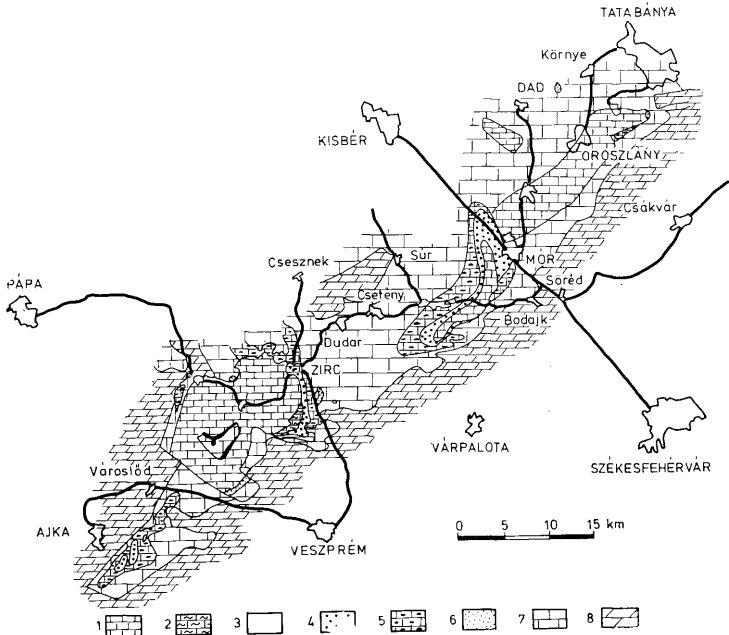 TATABÁNYA
Környe
DAD
KISBÉR
OROSZLÁNY
Csákvár
MÓR
Súr
Söréd
Csesznek
PÁPA
Csetény
Bodajk
Dudar
ZIRC
VÁRPALOTA
SZÉKESFEHÉRVÁR
Városlőd
AJKA
VESZPRÉM
0 5 10 15 km
1 2 3 4 5 6 7 8